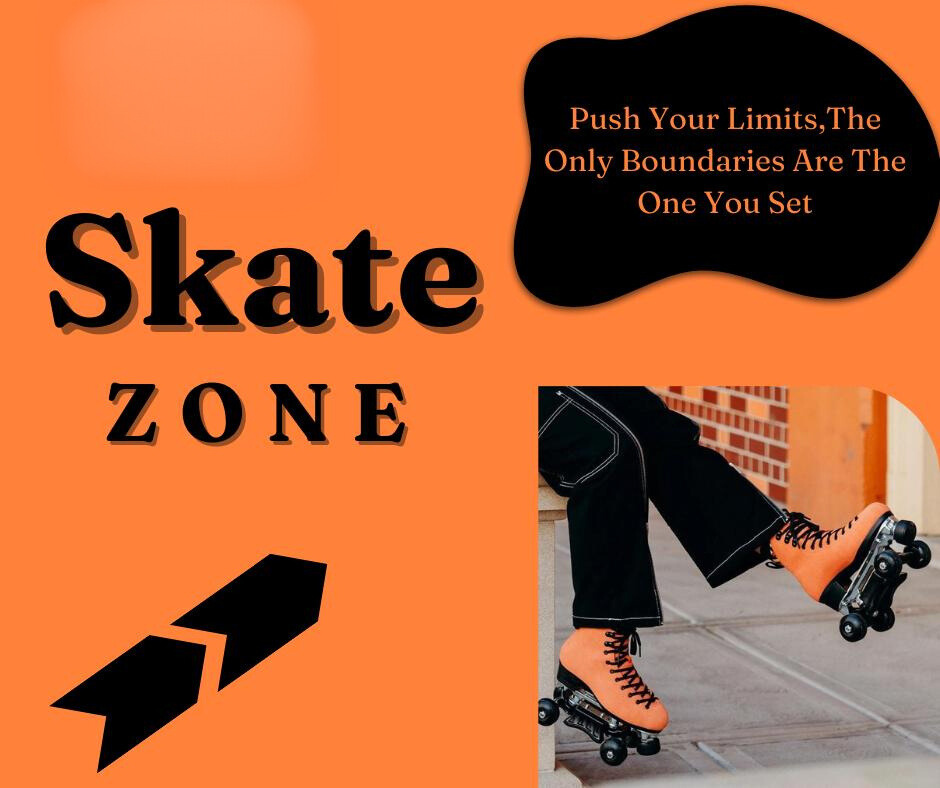 Skate
ZONE
Push Your Limits,The
Only Boundaries Are The
One You Set